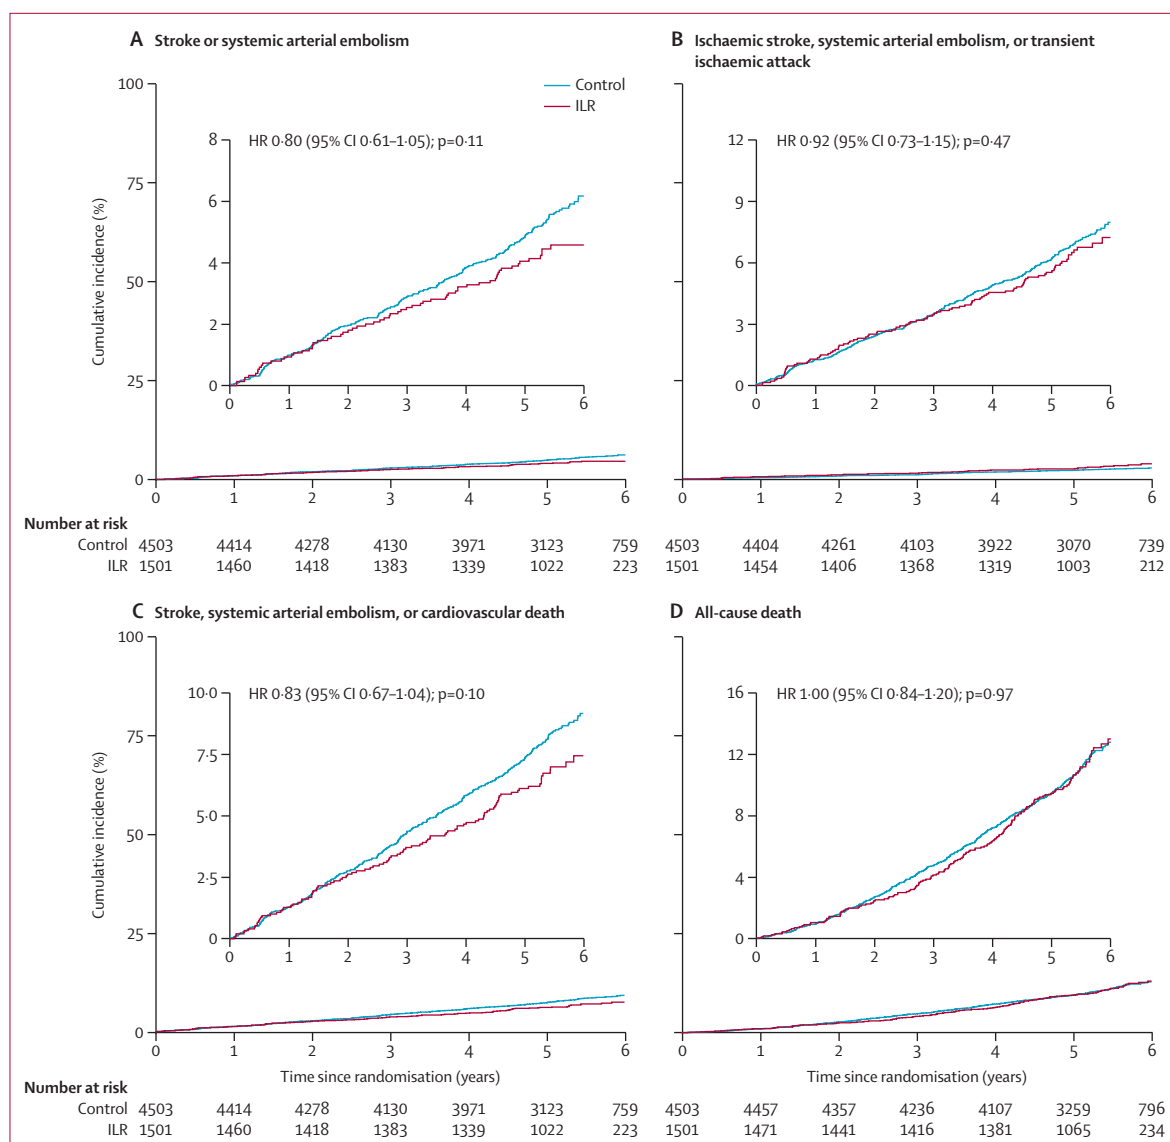 A Stroke or systemic arterial embolism
Control
ILR
Cumulative incidence (%)
100
75
50
25
0
HR 0·80 (95% CI 0·61–1·05); p=0·11
8
6
4
2
0
0 1 2 3 4 5 6
0 1 2 3 4 5 6
B Ischaemic stroke, systemic arterial embolism, or transient
ischaemic attack
HR 0·92 (95% CI 0·73–1·15); p=0·47
12
9
6
3
0
0 1 2 3 4 5 6
0 1 2 3 4 5 6
Number at risk
Control 4503 4414 4278 4130 3971 3123 759 4503 4404 4261 4103 3922 3070 739
ILR 1501 1460 1418 1383 1339 1022 223 1501 1454 1406 1368 1319 1003 212
C Stroke, systemic arterial embolism, or cardiovascular death
Cumulative incidence (%)
100
75
50
25
0
HR 0·83 (95% CI 0·67–1·04); p=0·10
10·0
7·5
5·0
2·5
0
0 1 2 3 4 5 6
0 1 2 3 4 5 6
Time since randomisation (years)
D All-cause death
HR 1·00 (95% CI 0·84–1·20); p=0·97
16
12
8
4
0
0 1 2 3 4 5 6
0 1 2 3 4 5 6
Time since randomisation (years)
Number at risk
Control 4503 4414 4278 4130 3971 3123 759 4503 4457 4357 4236 4107 3259 796
ILR 1501 1460 1418 1383 1339 1022 223 1501 1471 1441 1416 1381 1065 234